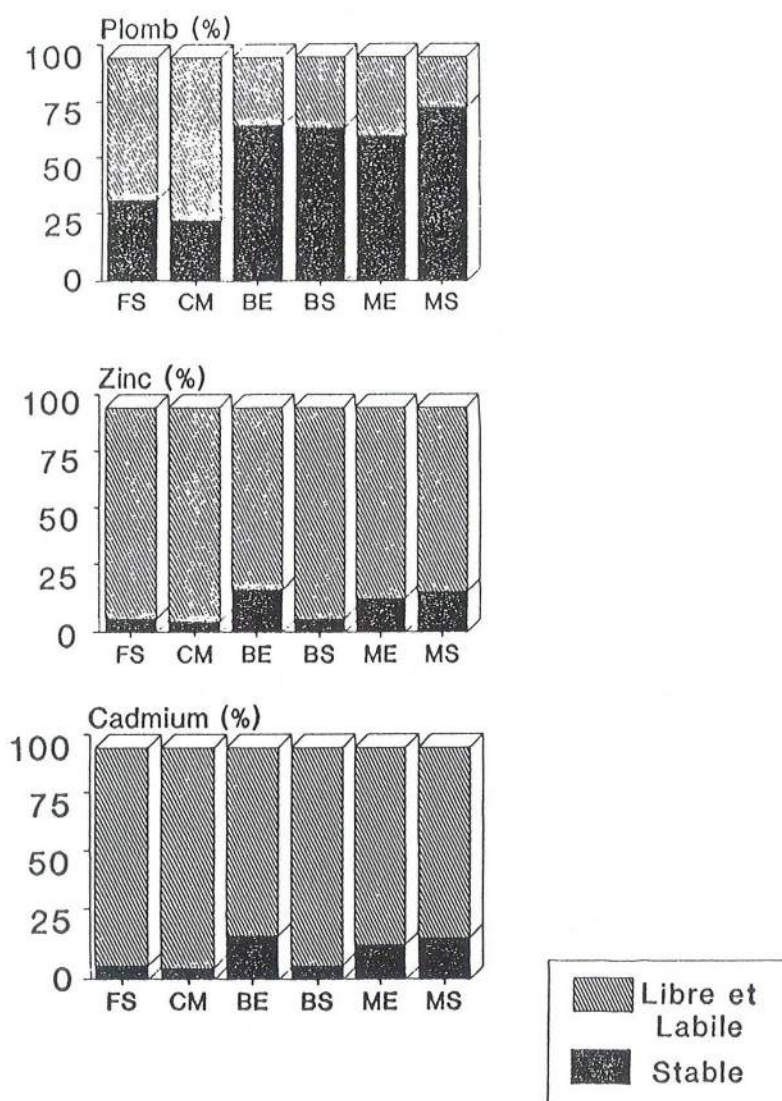 Plomb (%)
100
75
50
25
0
FS CM BE BS ME MS
Zinc (%)
100
75
50
25
0
FS CM BE BS ME MS
Cadmium (%)
100
75
50
25
0
FS CM BE BS ME MS
Libre et
Labile
Stable